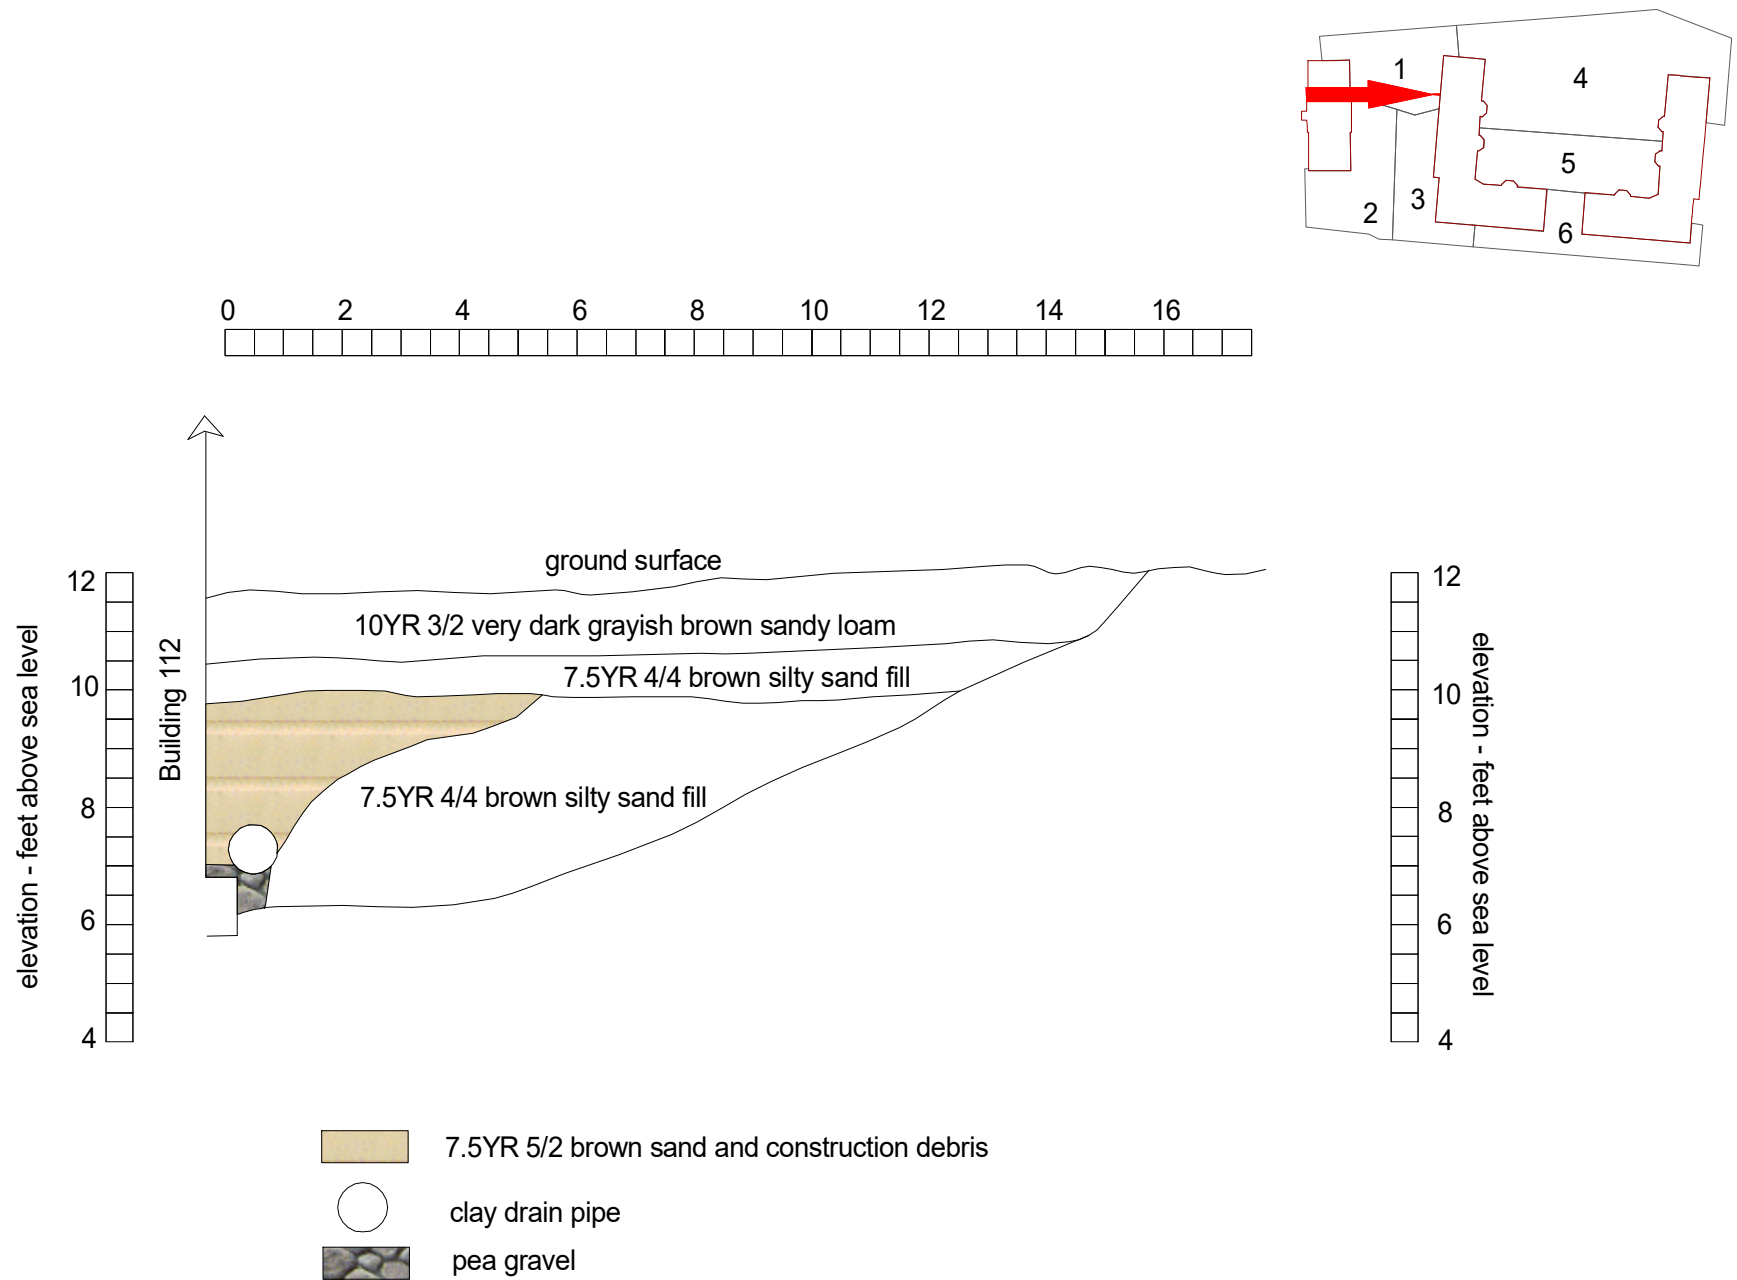 1
4
5
3
2
6
0 2 4 6 8 10 12 14 16
ground surface
12
12
10YR 3/2 very dark grayish brown sandy loam
7.5YR 4/4 brown silty sand fill
10
10
Building 112
elevation - feet above sea level
elevation - feet above sea level
7.5YR 4/4 brown silty sand fill
8
8
6
6
4
4
7.5YR 5/2 brown sand and construction debris
clay drain pipe
pea gravel